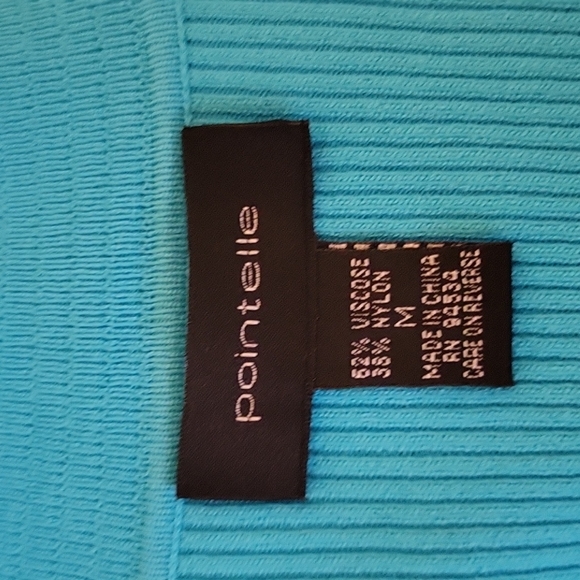 pointelle
62% VISCOSE
38% NYLON
M
MADE IN CHINA
RN 94534
CARE ON REVERSE